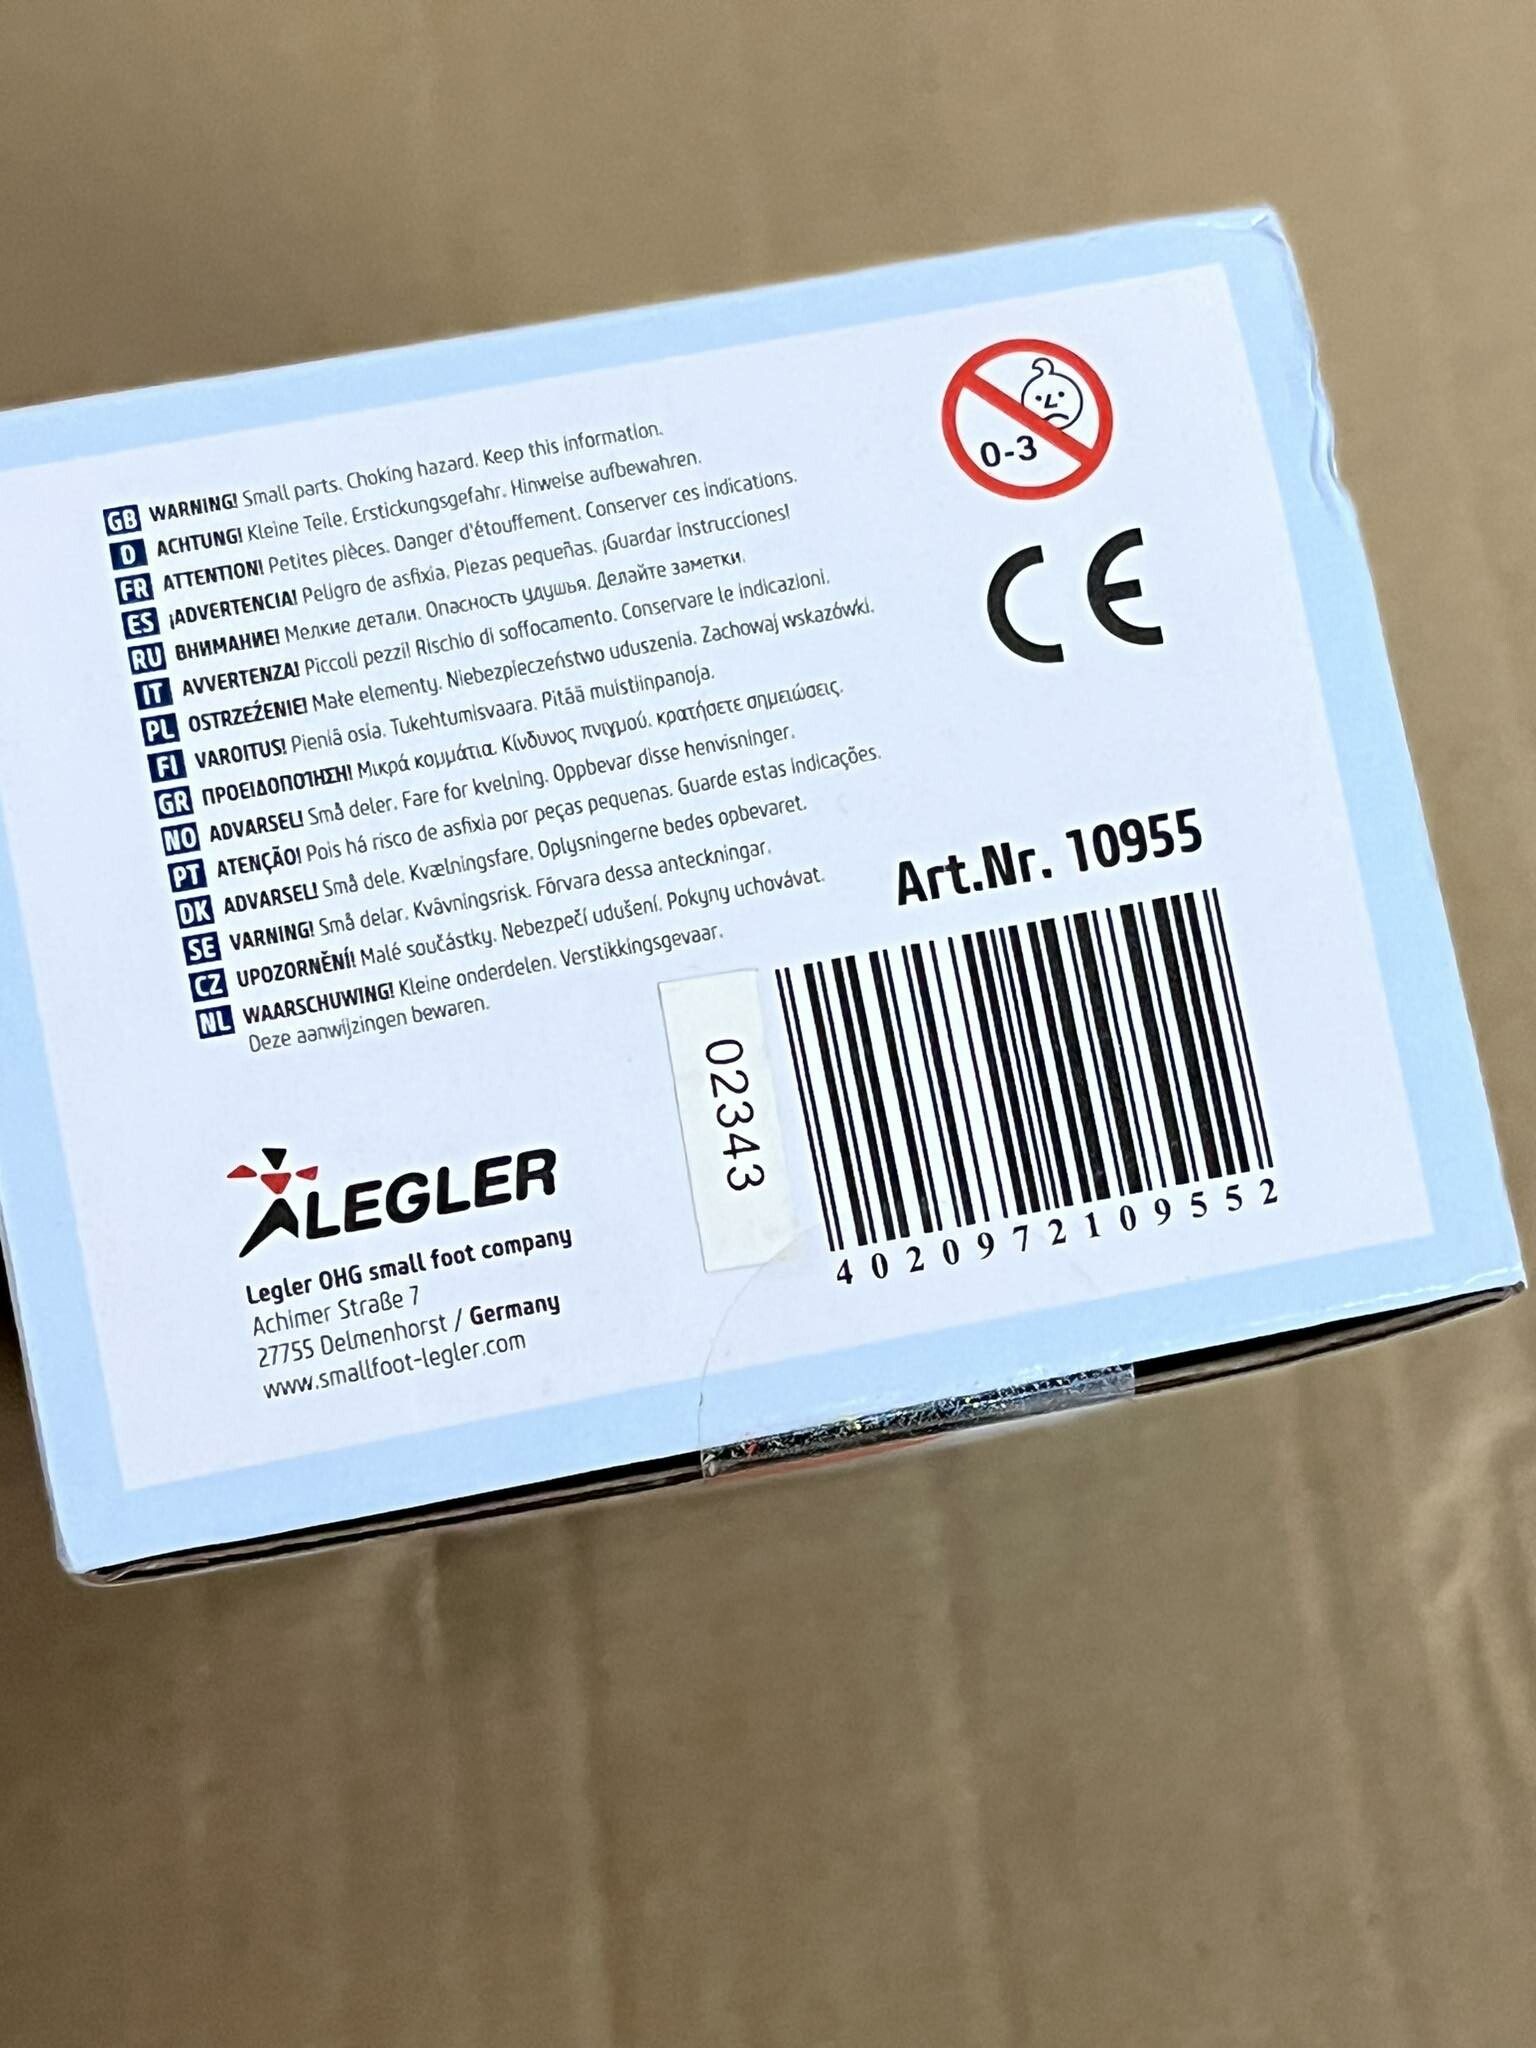 GB WARNING! Small parts. Choking hazard. Keep this information.
D ACHTUNG! Kleine Teile. Erstickungsgefahr. Hinweise aufbewahren.
FR ATTENTION! Petites pièces. Danger d'étouffement. Conserver ces indications.
ES ¡ADVERTENCIA! Peligro de asfixia. Piezas pequeñas. ¡Guardar instrucciones!
RU ВНИМАНИЕ! Мелкие детали. Опасность удушья. Делайте заметки.
IT AVVERTENZA! Piccoli pezzi! Rischio di soffocamento. Conservare le indicazioni.
PL OSTRZEŻENIE! Małe elementy. Niebezpieczeństwo uduszenia. Zachowaj wskazówki.
FI VAROITUS! Pieniä osia. Tukehtumisvaara. Pitää muistiinpanoja.
GR ΠΡΟΕΙΔΟΠΟΊΗΣΗ! Μικρά κομμάτια. Κίνδυνος πνιγμού. κρατήσετε σημειώσεις.
NO ADVARSEL! Små deler. Fare for kvelning. Oppbevar disse henvisninger.
PT ATENÇÃO! Pois há risco de asfixia por peças pequenas. Guarde estas indicações.
DK ADVARSEL! Små dele. Kvælningsfare. Oplysningerne bedes opbevaret.
SE VARNING! Små delar. Kvävningsrisk. Förvara dessa anteckningar.
CZ UPOZORNĚNÍ! Malé součástky. Nebezpečí udušení. Pokyny uchovávat.
NL WAARSCHUWING! Kleine onderdelen. Verstikkingsgevaar.
Deze aanwijzingen bewaren.
0-3
CE
Art.Nr. 10955
02343
4020972109552
LEGLER
Legler OHG small foot company
Achimer Straße 7
27755 Delmenhorst / Germany
www.smallfoot-legler.com